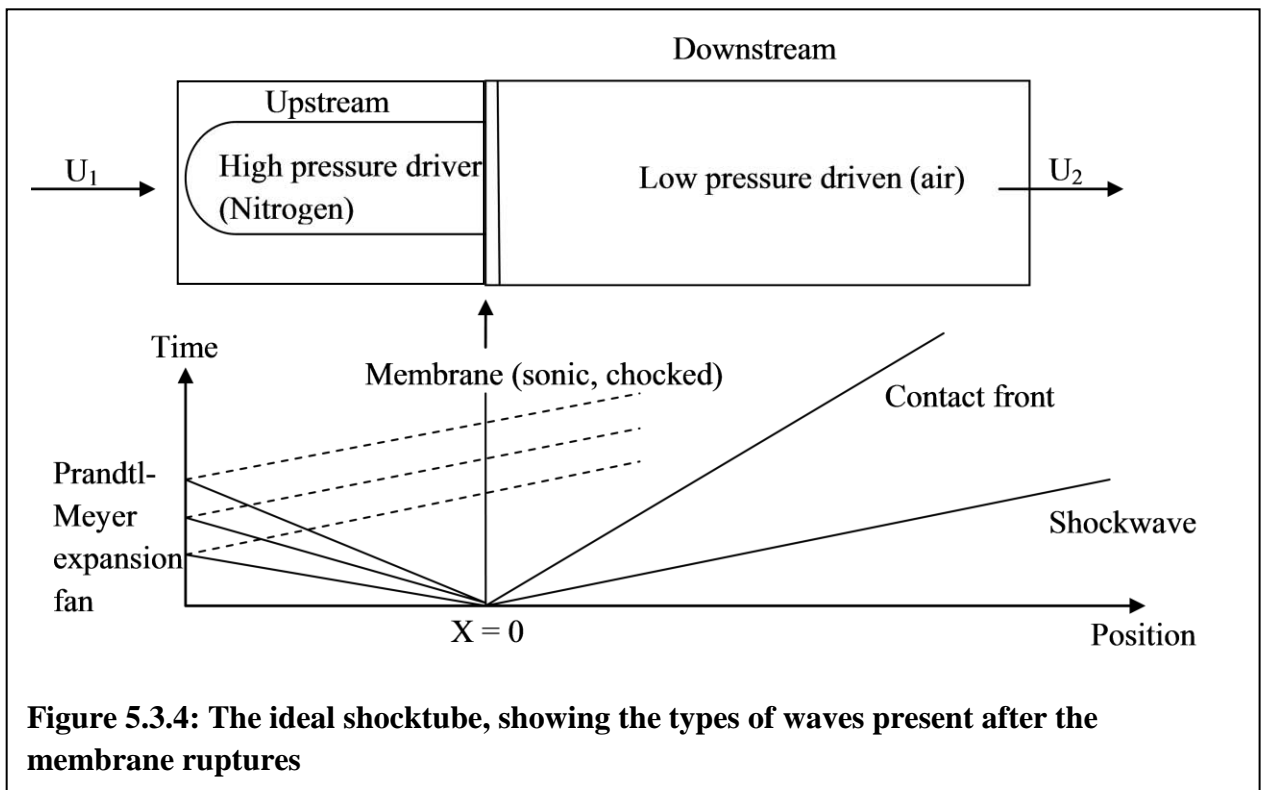 Downstream
Upstream
U1
High pressure driver
(Nitrogen)
Low pressure driven (air)
U2
Time
Membrane (sonic, chocked)
Contact front
Prandtl-
Meyer
expansion
fan
Shockwave
X = 0
Position
Figure 5.3.4: The ideal shocktube, showing the types of waves present after the
membrane ruptures